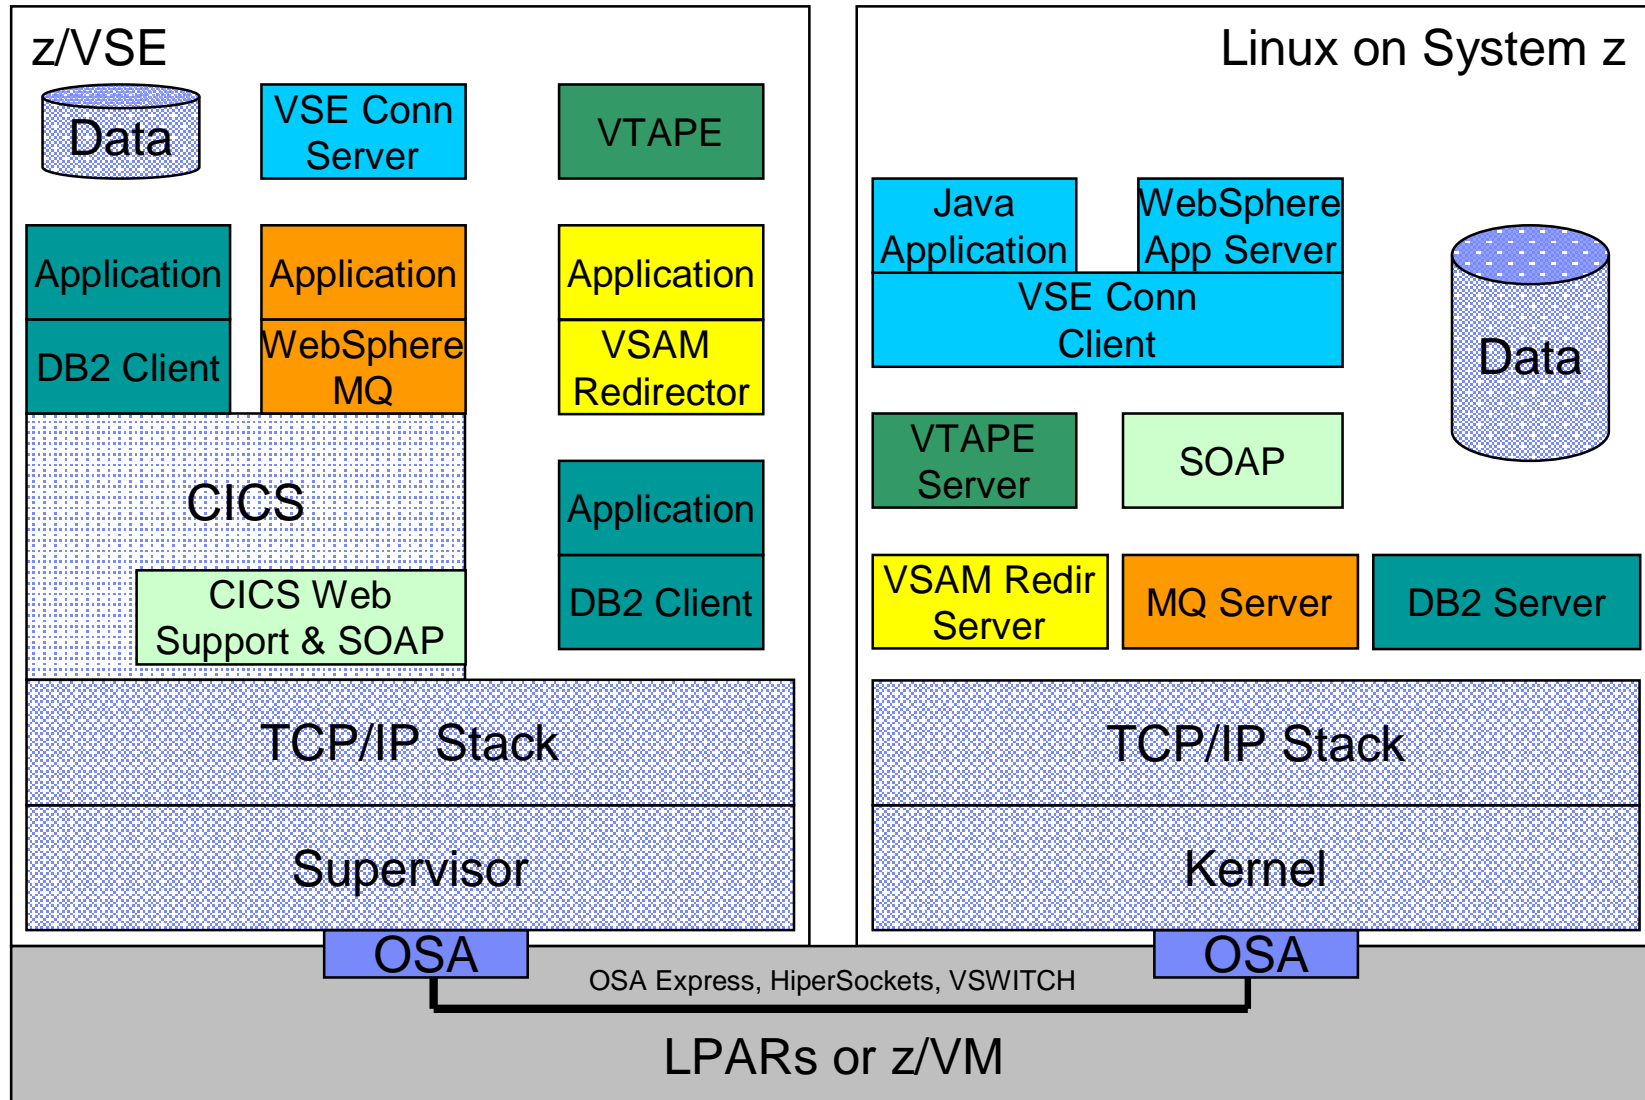 z/VSE
Data
VSE Conn
Server
VTAPE
Application
DB2 Client
Application
WebSphere
MQ
Application
VSAM
Redirector
CICS
CICS Web
Support & SOAP
Application
DB2 Client
TCP/IP Stack
Supervisor
OSA
Linux on System z
Java
Application
WebSphere
App Server
VSE Conn
Client
Data
VTAPE
Server
SOAP
VSAM Redir
Server
MQ Server
DB2 Server
TCP/IP Stack
Kernel
OSA
OSA Express, HiperSockets, VSWITCH
LPARs or z/VM